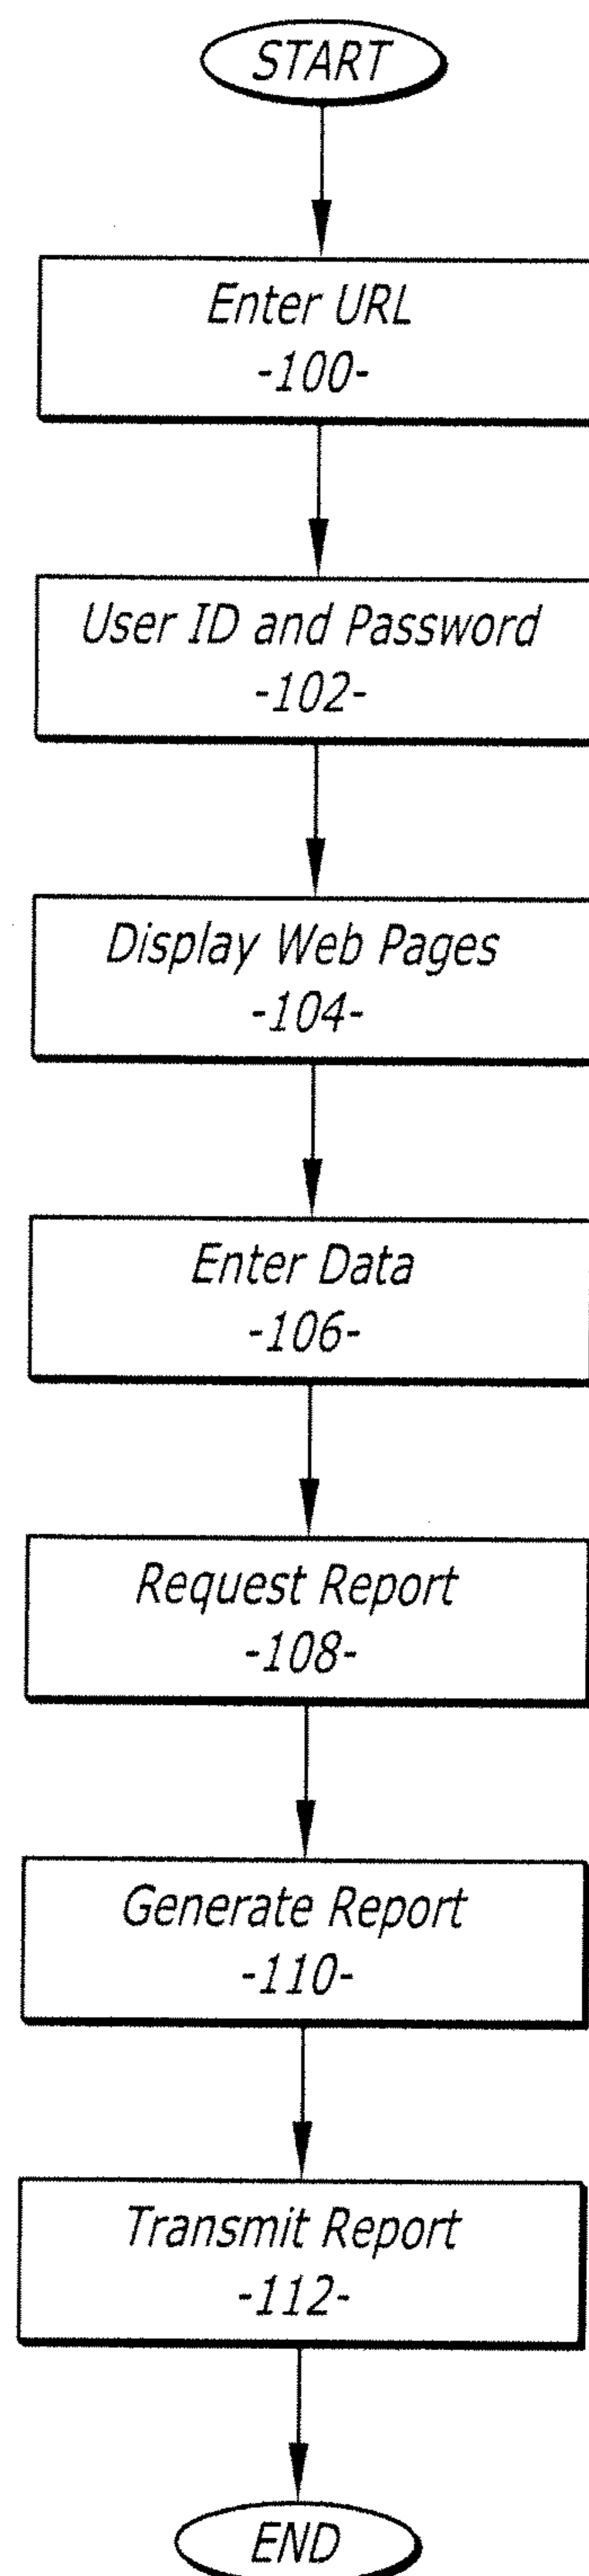 START
Enter URL
-100-
User ID and Password
-102-
Display Web Pages
-104-
Enter Data
-106-
Request Report
-108-
Generate Report
-110-
Transmit Report
-112-
END